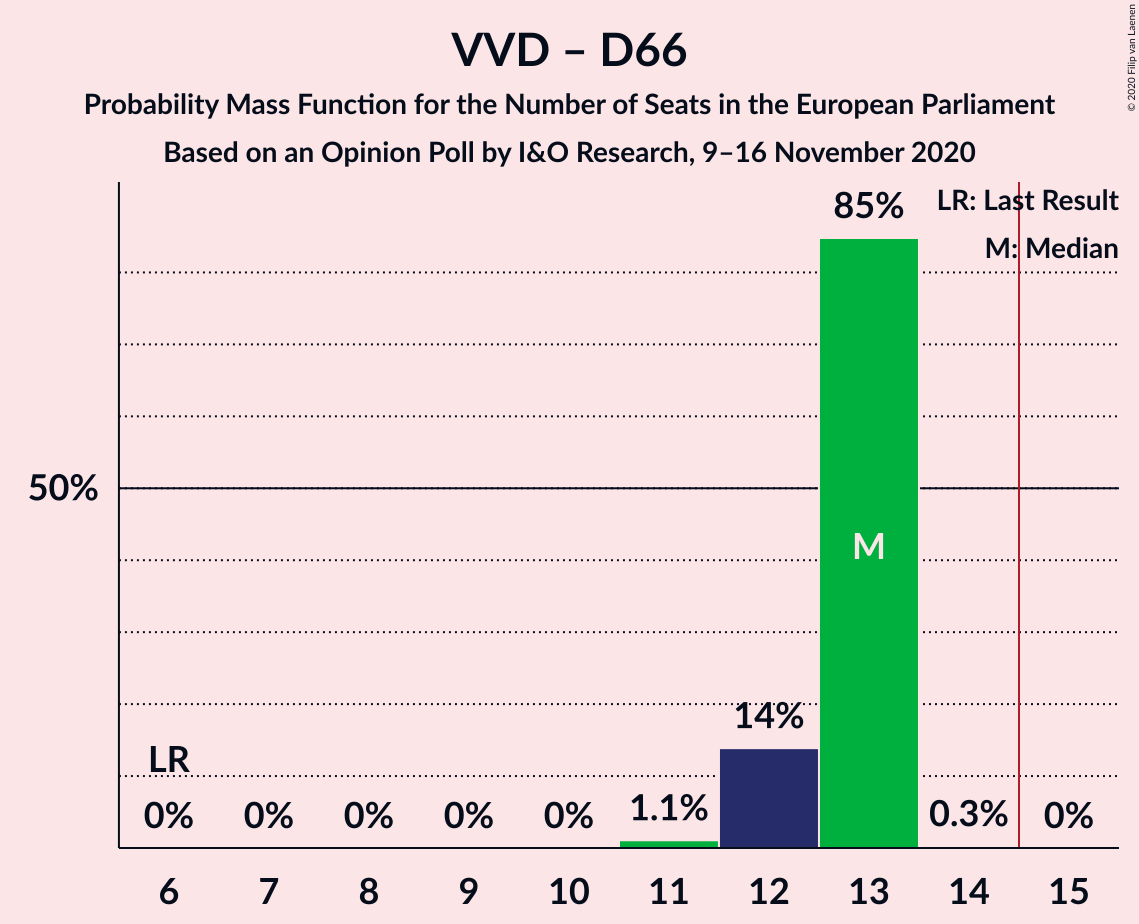 VVD – D66
Probability Mass Function for the Number of Seats in the European Parliament
Based on an Opinion Poll by I&O Research, 9–16 November 2020
© 2020 Filip van Laenen
LR: Last Result
M: Median
85%
50%
M
14%
LR
0% 0% 0% 0% 0% 1.1% 0.3% 0%
6 7 8 9 10 11 12 13 14 15